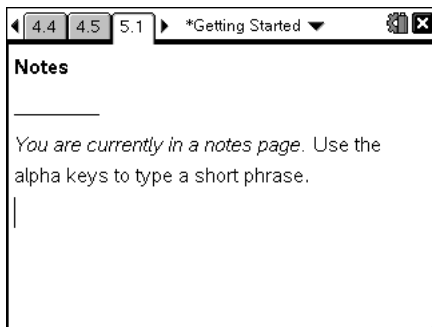 4.4 4.5 5.1 *Getting Started
Notes
You are currently in a notes page. Use the
alpha keys to type a short phrase.